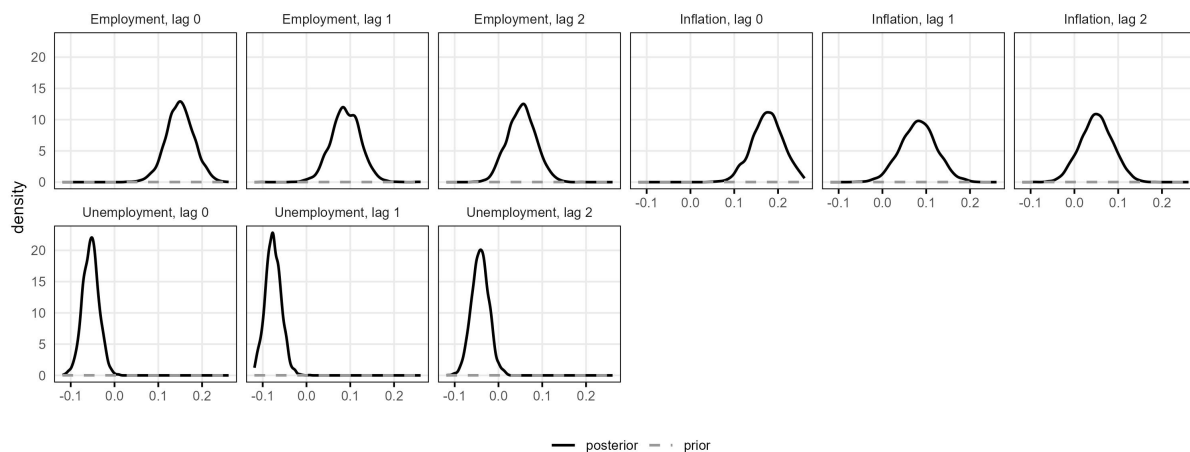 Employment, lag 0
Employment, lag 1
Employment, lag 2
Inflation, lag 0
Inflation, lag 1
Inflation, lag 2
20
15
10
5
0
-0.1 0.0 0.1 0.2
-0.1 0.0 0.1 0.2
-0.1 0.0 0.1 0.2
density
Unemployment, lag 0
Unemployment, lag 1
Unemployment, lag 2
20
15
10
5
0
-0.1 0.0 0.1 0.2
-0.1 0.0 0.1 0.2
-0.1 0.0 0.1 0.2
posterior prior